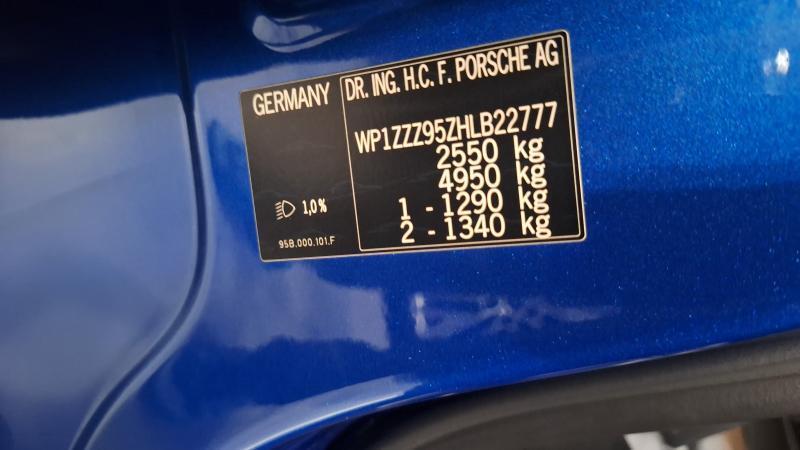 GERMANY
DR. ING. H.C. F. PORSCHE AG
WP1ZZZ95ZHLB22777
2550 kg
4950 kg
1 - 1290 kg
2 - 1340 kg
1,0%
95B.000.101.F